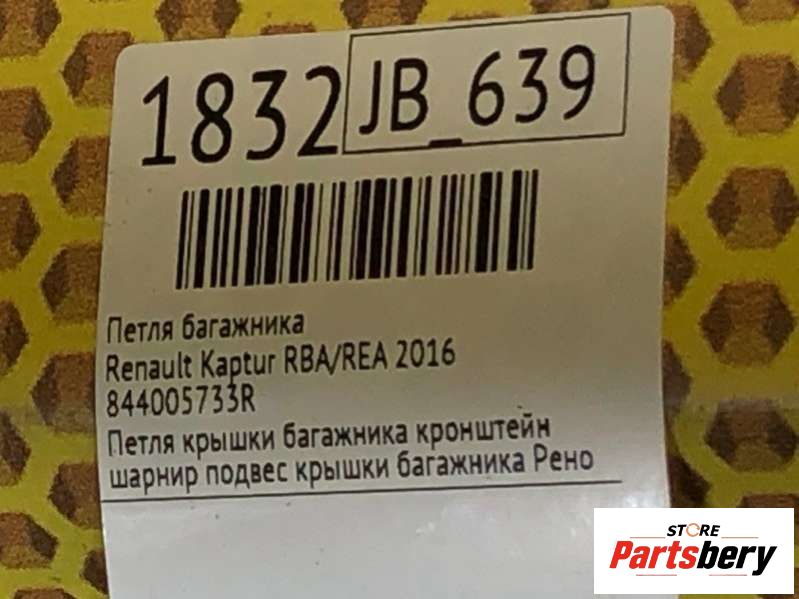 1832 JB_639
Петля багажника
Renault Kaptur RBA/REA 2016
844005733R
Петля крышки багажника кронштейн
шарнир подвес крышки багажника Рено
STORE
Partsbery